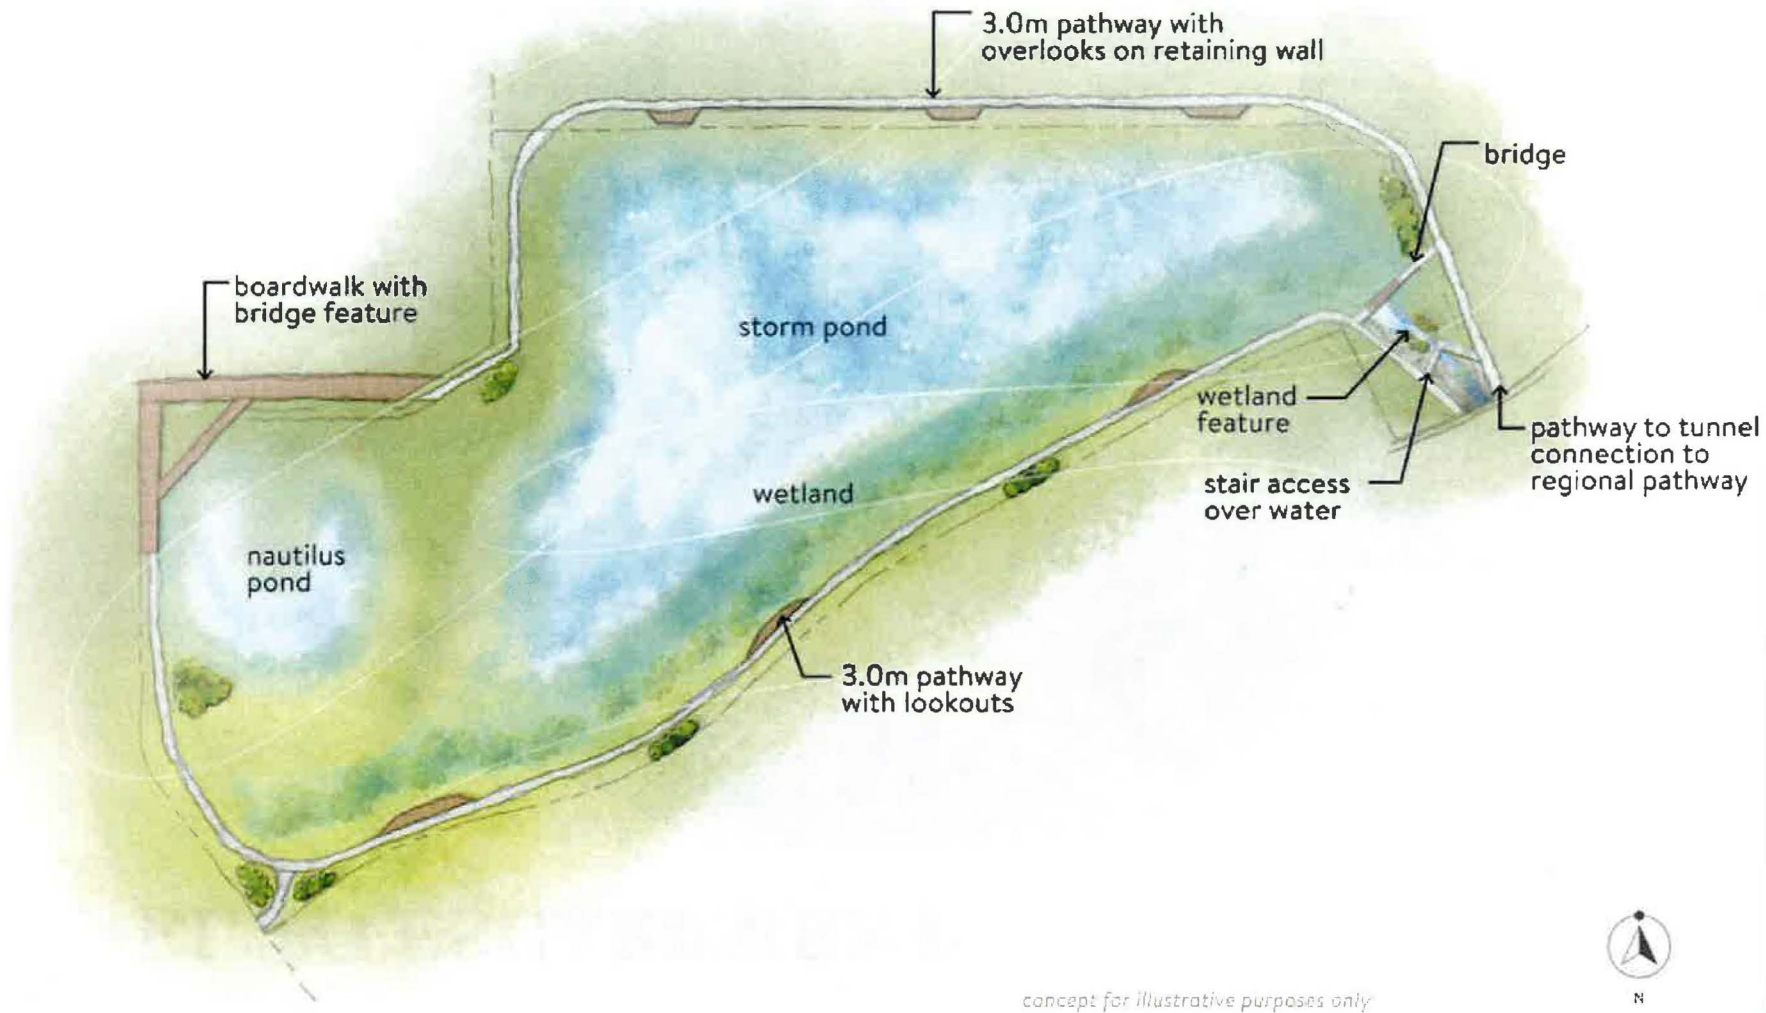 3.0m pathway with
overlooks on retaining wall
bridge
boardwalk with
bridge feature
storm pond
wetland
feature
pathway to tunnel
connection to
regional pathway
stair access
over water
wetland
nautilus
pond
3.0m pathway
with lookouts
concept for illustrative purposes only
N